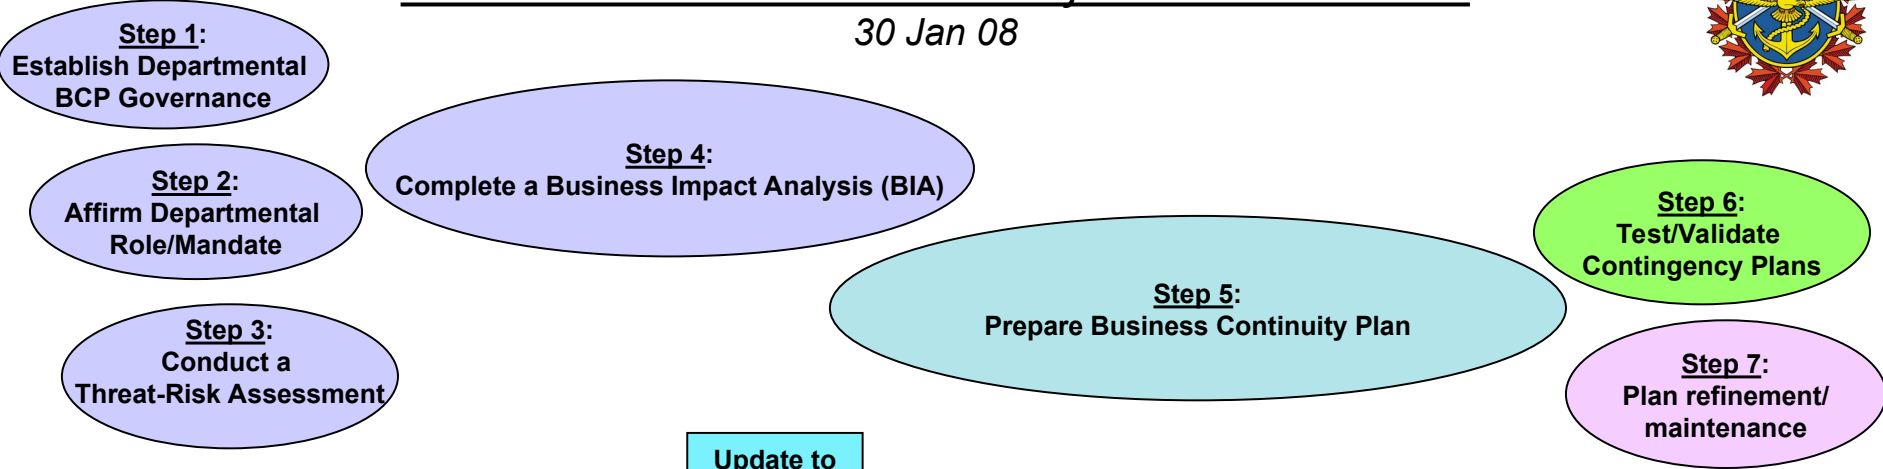 30 Jan 08
Step 1:
Establish Departmental
BCP Governance
Step 2:
Affirm Departmental
Role/Mandate
Step 3:
Conduct a
Threat-Risk Assessment
Step 4:
Complete a Business Impact Analysis (BIA)
Step 5:
Prepare Business Continuity Plan
Step 6:
Test/Validate
Contingency Plans
Step 7:
Plan refinement/
maintenance
Update to